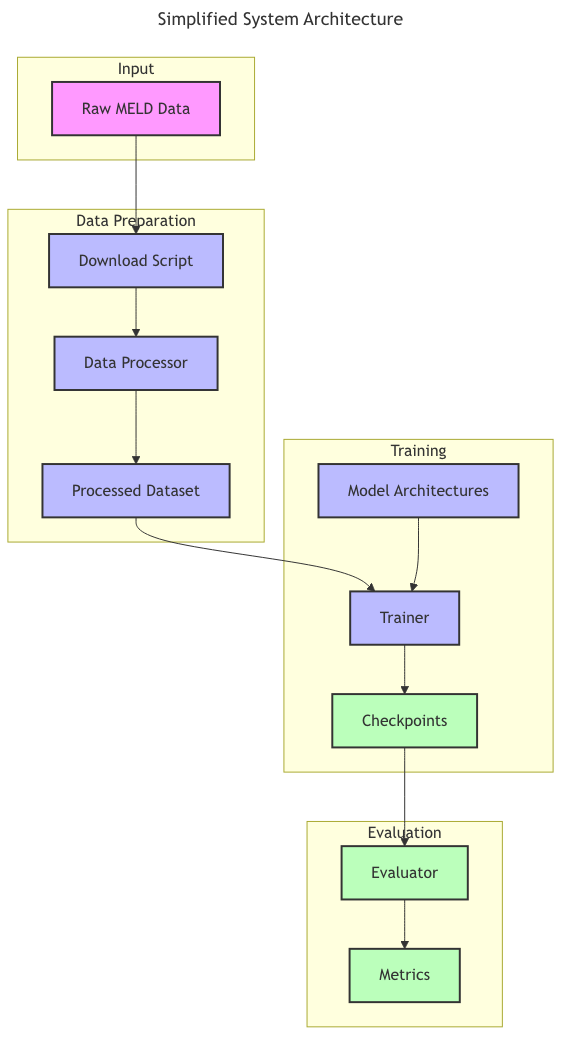 Simplified System Architecture
Input
Raw MELD Data
Data Preparation
Download Script
Data Processor
Processed Dataset
Training
Model Architectures
Trainer
Checkpoints
Evaluation
Evaluator
Metrics